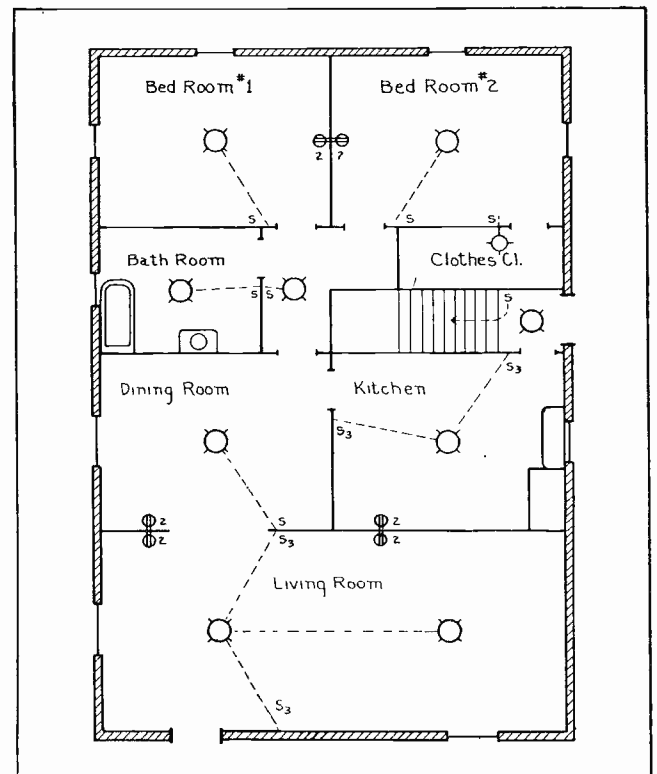 Bed Room #1
Bed Room #2
2 2
S
S S
Bath Room
Clothes Cl.
S S
S
Dining Room
Kitchen
S3
S3
2 S 2
2 S3 2
Living Room
S3